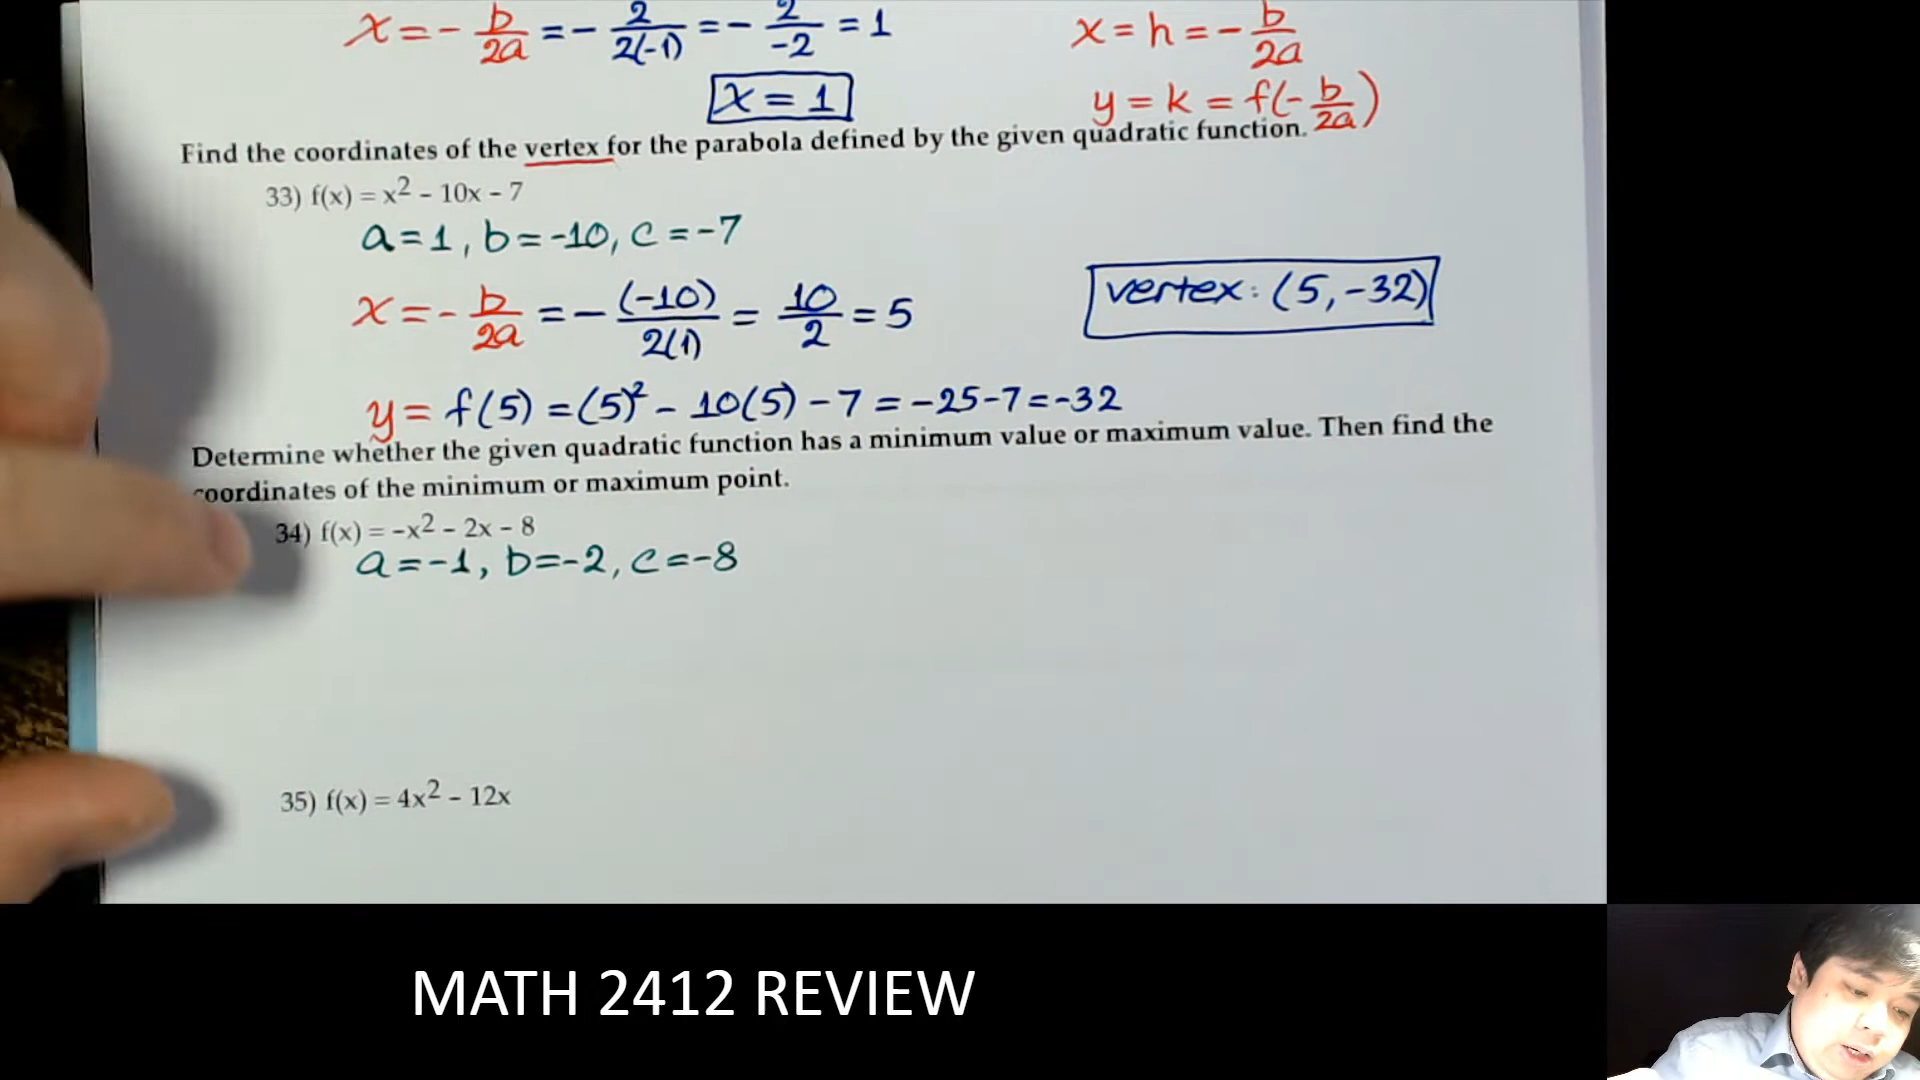 x = - b/2a = - 2/2(-1) = - 2/-2 = 1
x = h = - b/2a
x = 1
y = k = f(- b/2a)
Find the coordinates of the vertex for the parabola defined by the given quadratic function.
33) f(x) = x² - 10x - 7
a = 1, b = -10, c = -7
x = - b/2a = - (-10)/2(1) = 10/2 = 5
vertex: (5, -32)
y = f(5) = (5)² - 10(5) - 7 = -25 - 7 = -32
Determine whether the given quadratic function has a minimum value or maximum value. Then find the
coordinates of the minimum or maximum point.
34) f(x) = -x² - 2x - 8
a = -1, b = -2, c = -8
35) f(x) = 4x² - 12x
MATH 2412 REVIEW